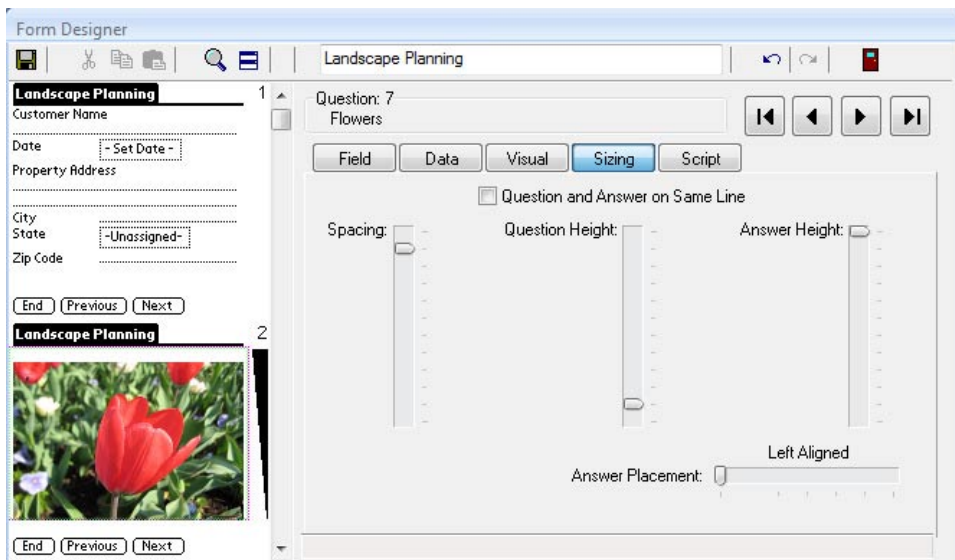 Form Designer
Landscape Planning
Landscape Planning 1
Customer Name
Date - Set Date -
Property Address
City
State -Unassigned-
Zip Code
End Previous Next
Landscape Planning 2
End Previous Next
Question: 7
Flowers
Field Data Visual Sizing Script
Question and Answer on Same Line
Spacing: Question Height: Answer Height:
Left Aligned
Answer Placement: